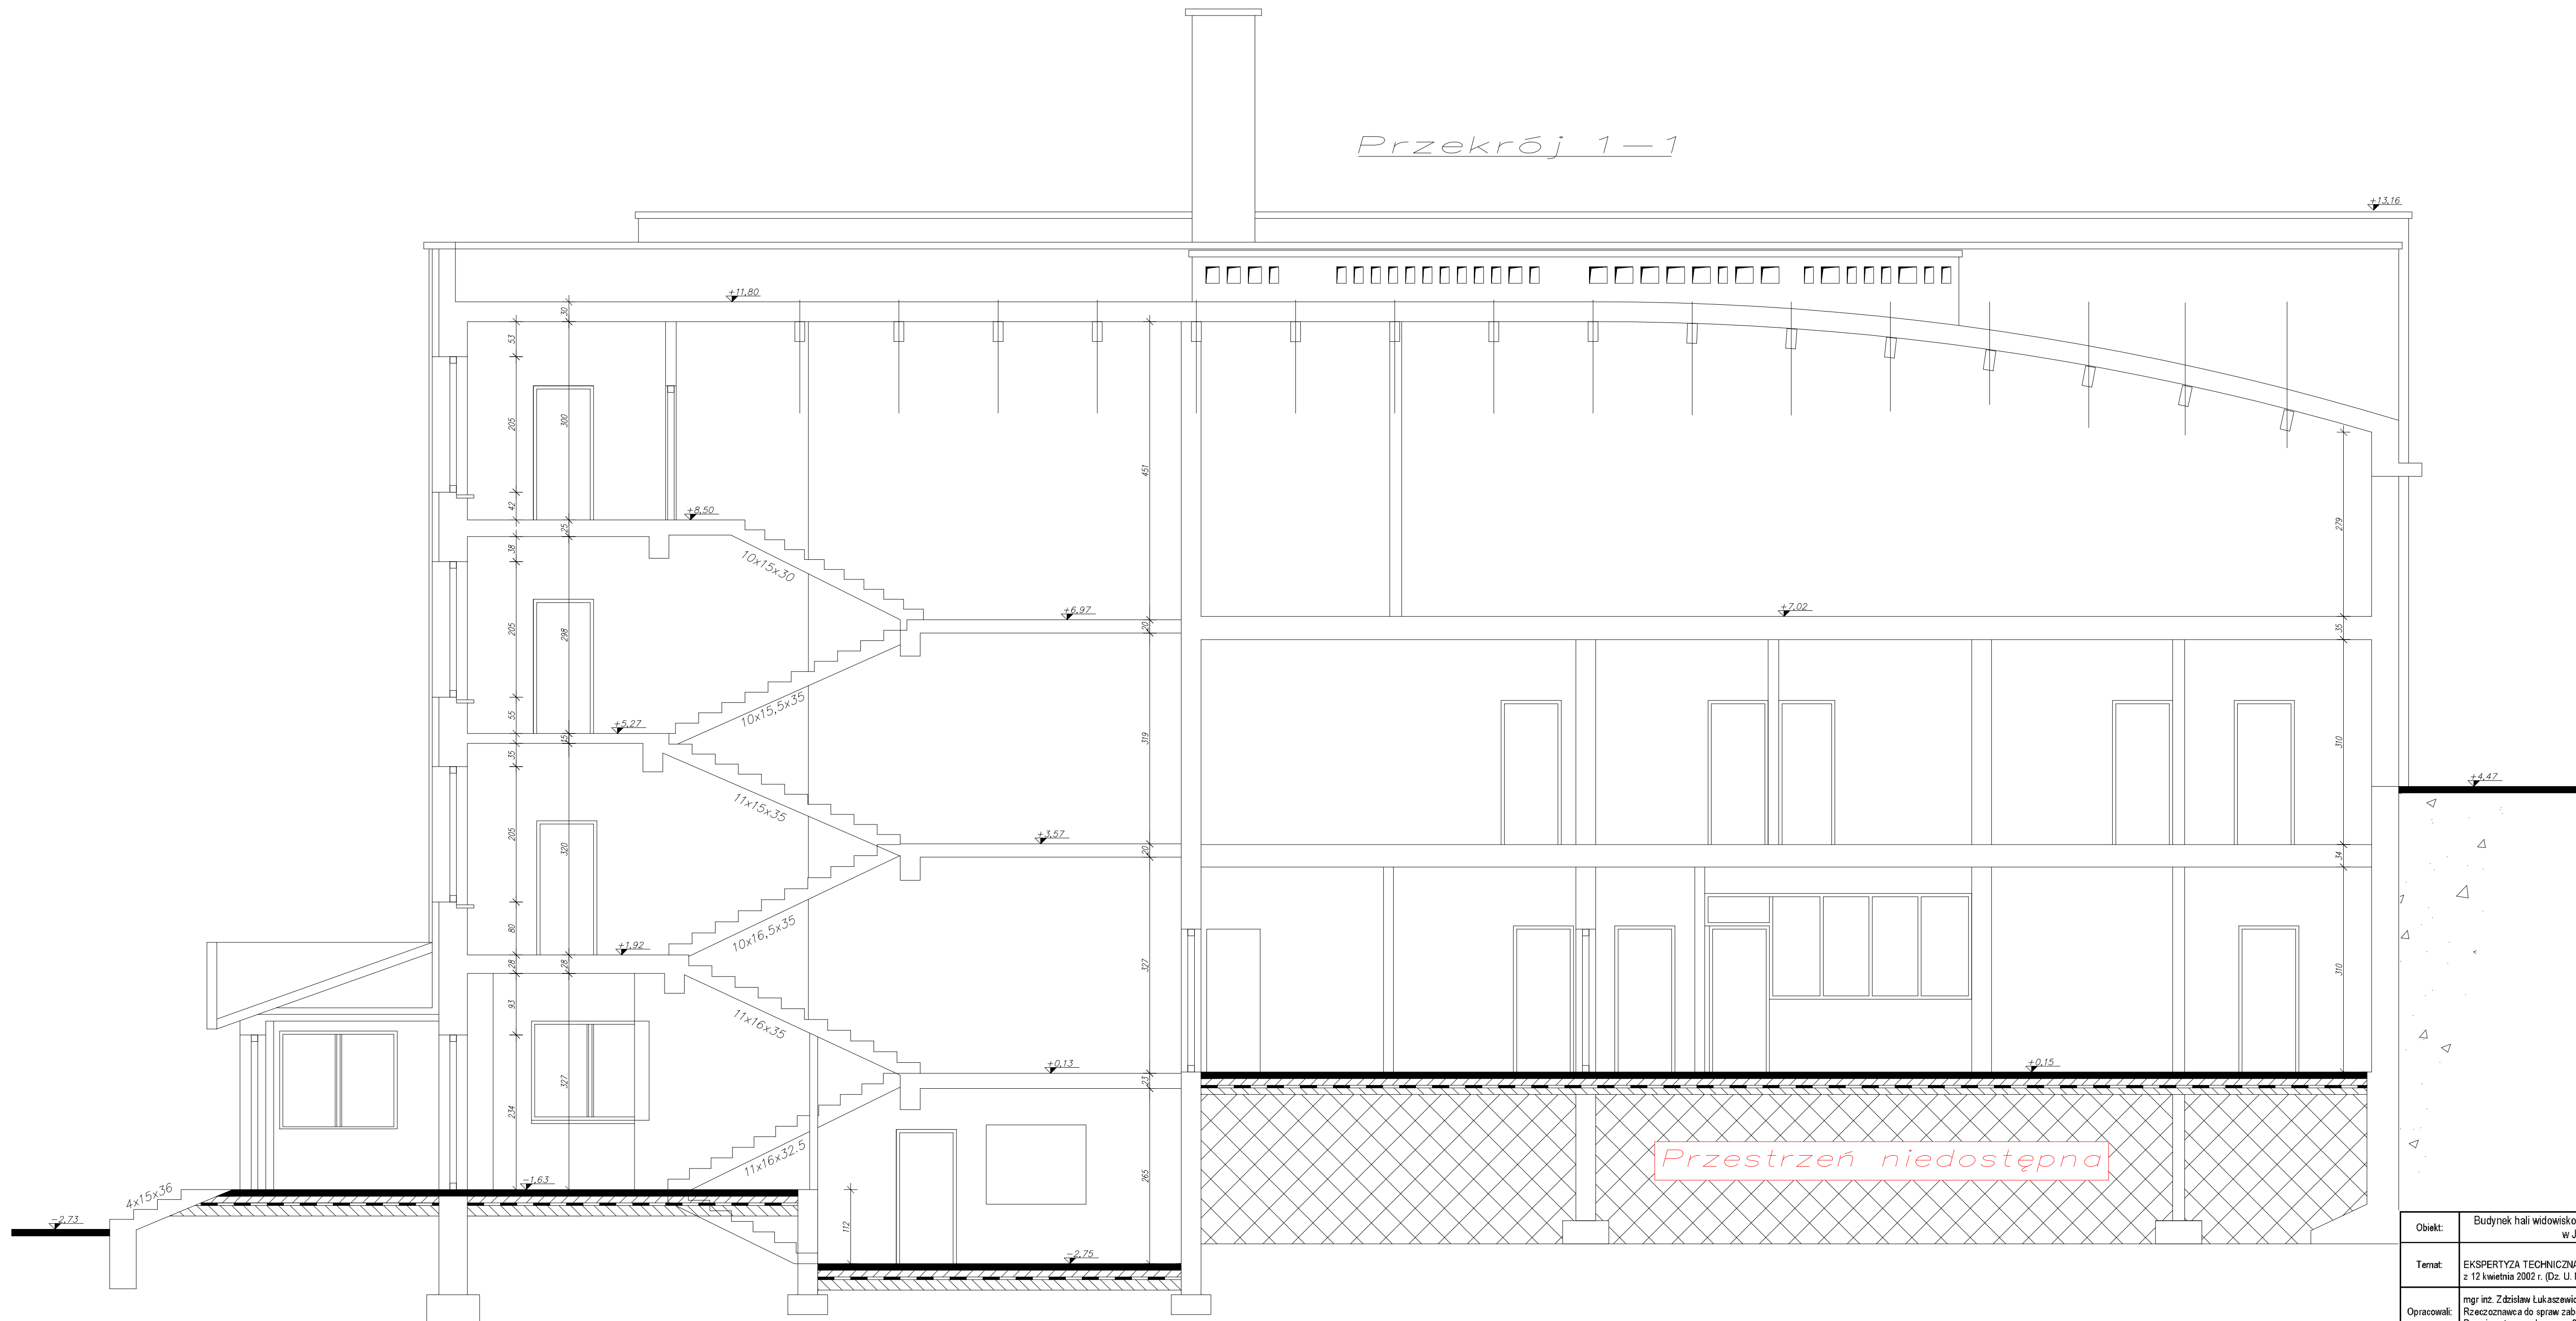 Przekrój 1-1
+13,16
+11,80
30
53
205
300
451
42
+8,50
25
38
279
10x15x30
+6,97
+7,02
20
35
205
298
10x15,5x35
55
+5,27
15
35
319
310
+4,47
11x15x35
205
320
+3,57
20
34
80
10x16,5x35
+1,92
28
28
93
327
310
11x16x35
+0,13
+0,15
23
327
234
11x16x32.5
265
Przestrzeń niedostępna
-1,63
4x15x36
-2,73
112
-2,75
Obiekt:
Budynek hali widowisko
w J
Temat:
EKSPERTYZA TECHNICZNA
z 12 kwietnia 2002 r. (Dz. U.
Opracowali:
mgr inż. Zdzisław Łukaszewic
Rzeczoznawca do spraw zab